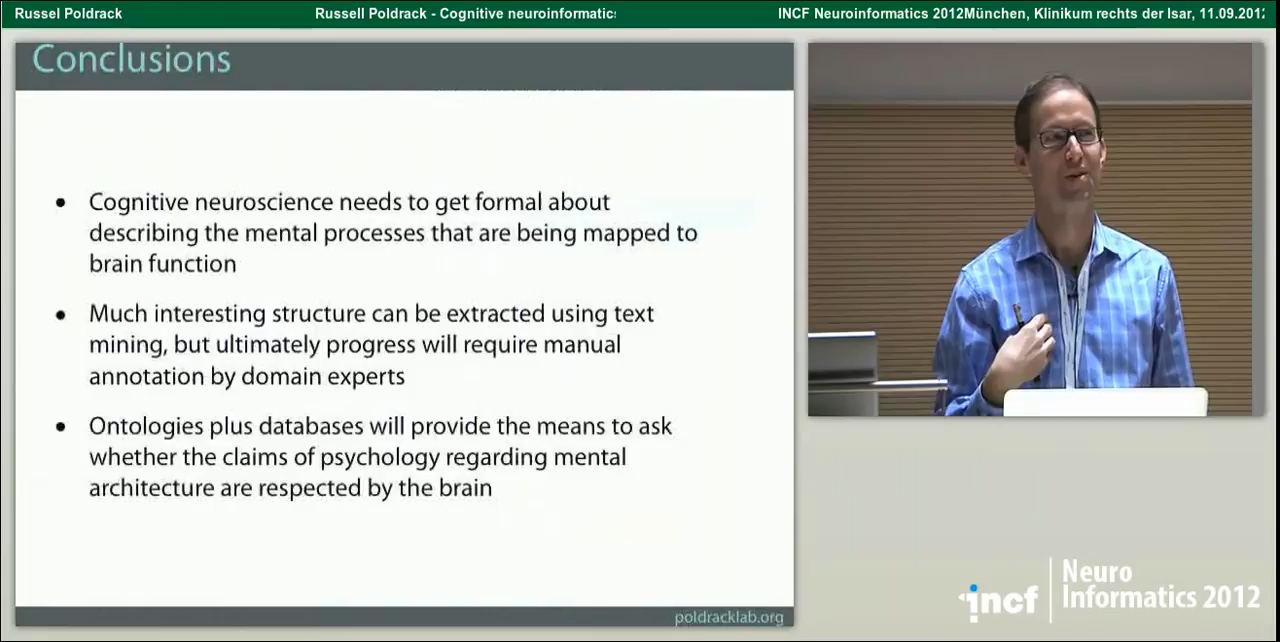 Russel Poldrack
Russell Poldrack - Cognitive neuroinformatics
INCF Neuroinformatics 2012München, Klinikum rechts der Isar, 11.09.2012
Conclusions
• Cognitive neuroscience needs to get formal about
describing the mental processes that are being mapped to
brain function
• Much interesting structure can be extracted using text
mining, but ultimately progress will require manual
annotation by domain experts
• Ontologies plus databases will provide the means to ask
whether the claims of psychology regarding mental
architecture are respected by the brain
poldracklab.org
incf
Neuro
Informatics 2012